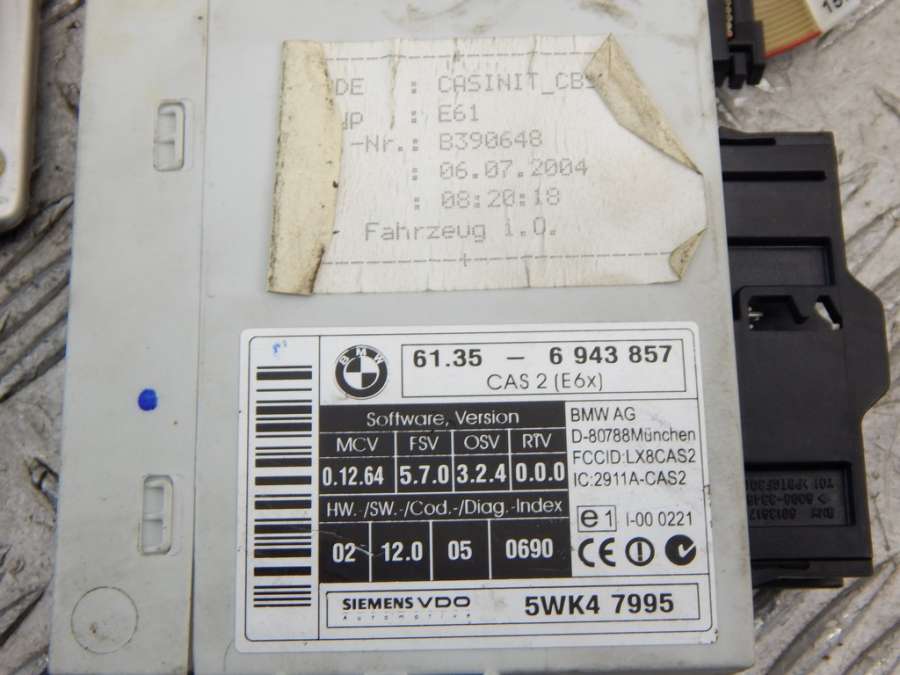 DE : CASINIT_CBS
: E61
-Nr.: B390648
: 06.07.2004
: 08:20:18
- Fahrzeug i.O.
BMW
61.35 - 6 943 857
CAS 2 (E6x)
Software, Version
MCV FSV OSV RTV
0.12.64 5.7.0 3.2.4 0.0.0
HW.-/SW.-/Cod.-/Diag.-Index
02 12.0 05 0690
BMW AG
D-80788München
FCCID:LX8CAS2
IC:2911A-CAS2
e1 I-00 0221
CE
SIEMENS VDO
Automotive
5WK4 7995